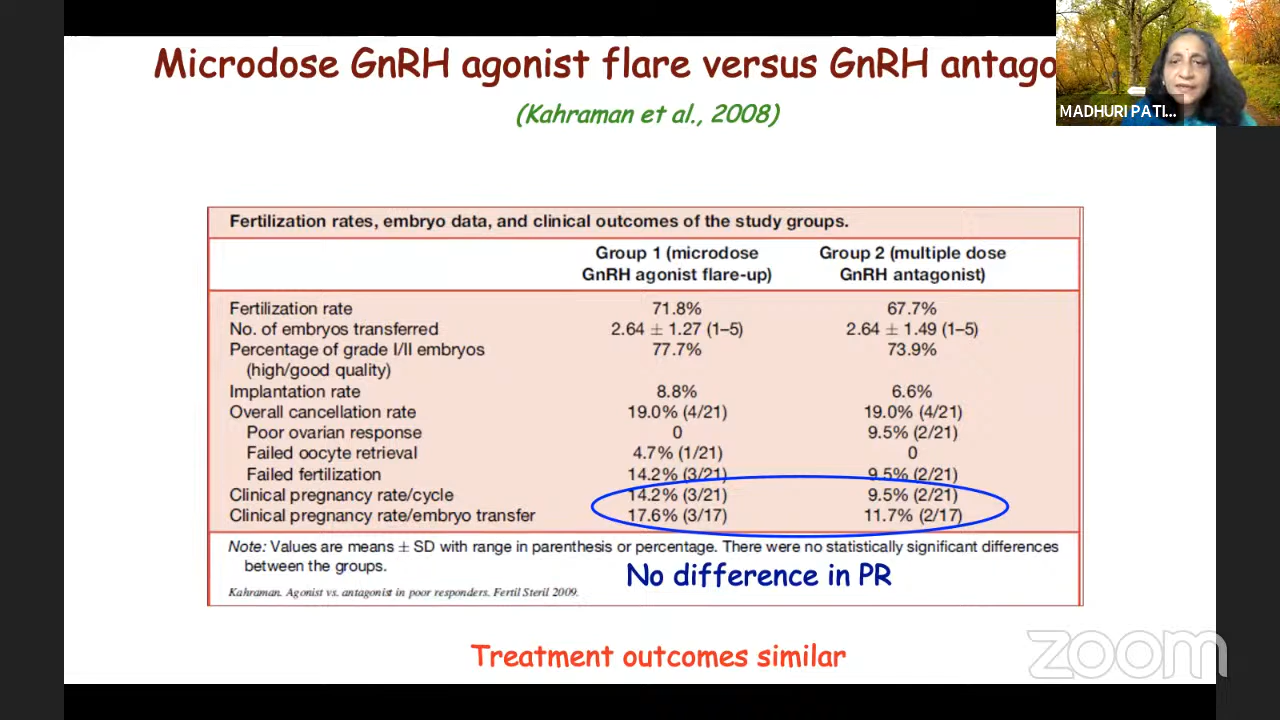 Microdose GnRH agonist flare versus GnRH antago
(Kahraman et al., 2008)
MADHURI PATI...
Fertilization rates, embryo data, and clinical outcomes of the study groups.
Group 1 (microdose GnRH agonist flare-up) Group 2 (multiple dose GnRH antagonist)
Fertilization rate 71.8% 67.7%
No. of embryos transferred 2.64 ± 1.27 (1–5) 2.64 ± 1.49 (1–5)
Percentage of grade I/II embryos 77.7% 73.9%
(high/good quality)
Implantation rate 8.8% 6.6%
Overall cancellation rate 19.0% (4/21) 19.0% (4/21)
Poor ovarian response 0 9.5% (2/21)
Failed oocyte retrieval 4.7% (1/21) 0
Failed fertilization 14.2% (3/21) 9.5% (2/21)
Clinical pregnancy rate/cycle 14.2% (3/21) 9.5% (2/21)
Clinical pregnancy rate/embryo transfer 17.6% (3/17) 11.7% (2/17)
Note: Values are means ± SD with range in parenthesis or percentage. There were no statistically significant differences
between the groups.
No difference in PR
Kahraman. Agonist vs. antagonist in poor responders. Fertil Steril 2009.
Treatment outcomes similar
zoom